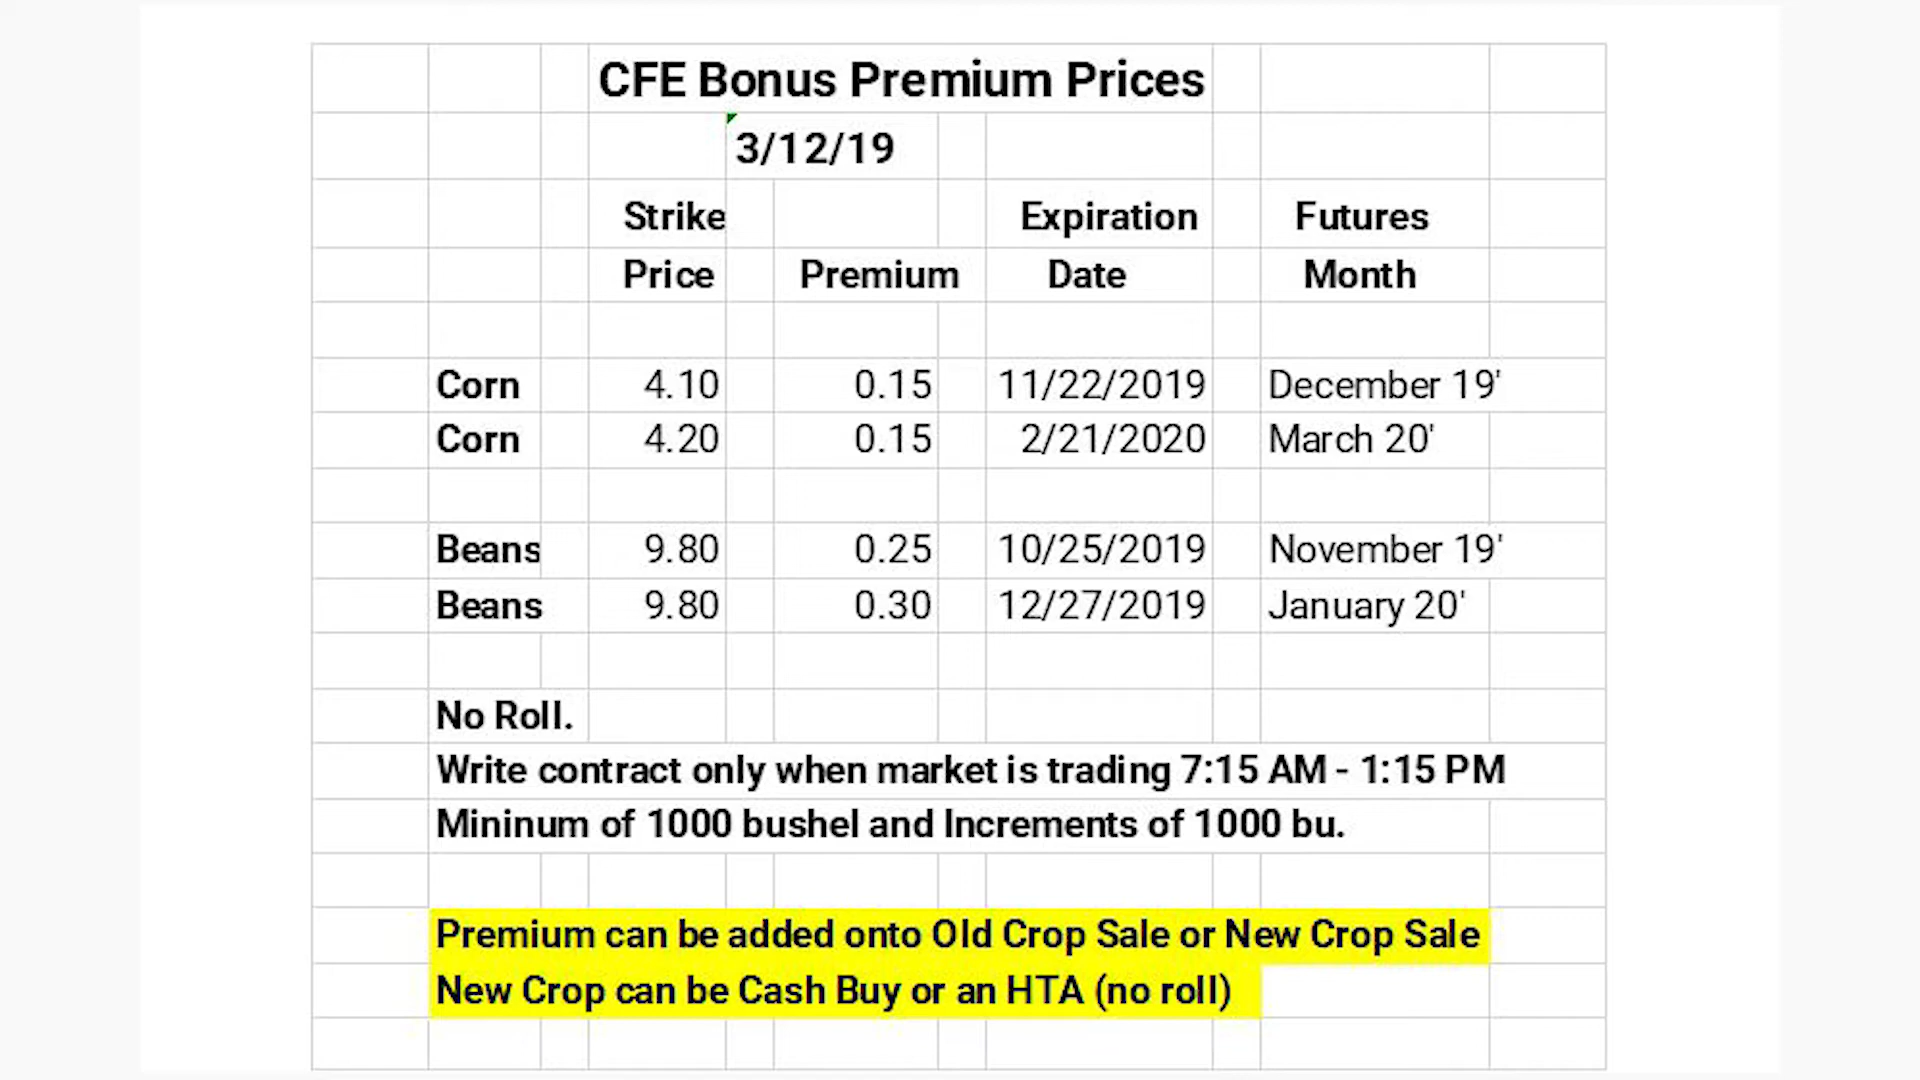 CFE Bonus Premium Prices
3/12/19
Strike Expiration Futures
Price Premium Date Month
Corn 4.10 0.15 11/22/2019 December 19'
Corn 4.20 0.15 2/21/2020 March 20'
Beans 9.80 0.25 10/25/2019 November 19'
Beans 9.80 0.30 12/27/2019 January 20'
No Roll.
Write contract only when market is trading 7:15 AM - 1:15 PM
Mininum of 1000 bushel and Increments of 1000 bu.
Premium can be added onto Old Crop Sale or New Crop Sale
New Crop can be Cash Buy or an HTA (no roll)